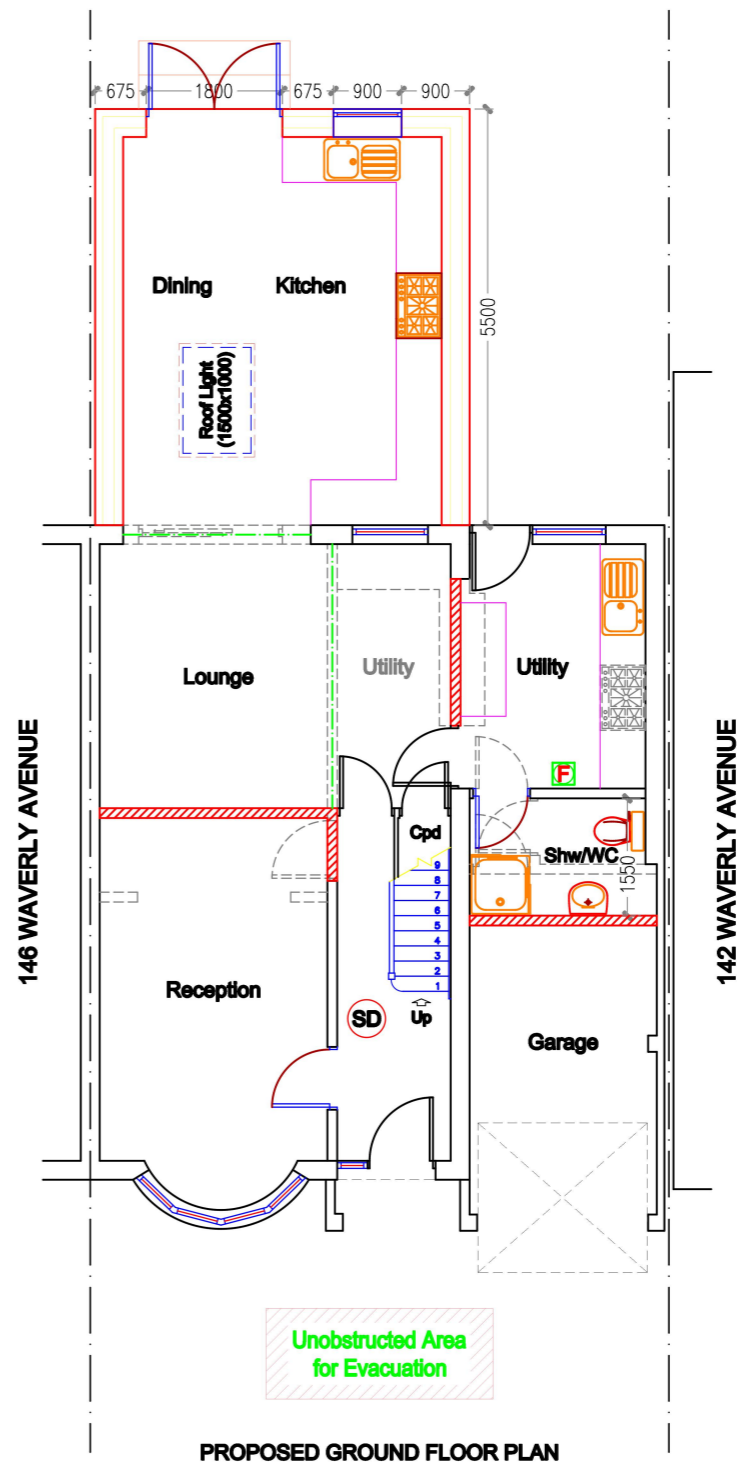 675
1800
675
900
900
5500
Dining
Kitchen
Roof Light
(1500x1000)
Lounge
Utility
Utility
F
Cpd
Shw/WC
1550
9
8
7
6
5
4
3
2
1
Up
SD
Reception
Garage
146 WAVERLY AVENUE
142 WAVERLY AVENUE
Unobstructed Area
for Evacuation
PROPOSED GROUND FLOOR PLAN